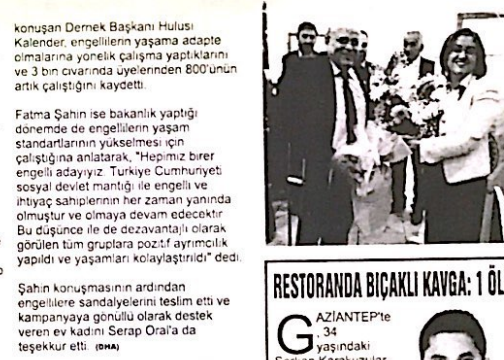 konuşan Dernek Başkanı Hulusi
Kalender, engellilerin yaşama adapte
olmalarına yönelik çalışma yaptıklarını
ve 3 bin civarında üyelerinden 800'ünün
artık çalıştığını kaydetti.
Fatma Şahin ise bakanlık yaptığı
dönemde de engellilerin yaşam
standartlarının yükselmesi için
çalıştığına anlatarak, "Hepimiz birer
engelli adayıyız. Türkiye Cumhuriyeti
sosyal devlet mantığı ile engelli ve
ihtiyaç sahiplerinin her zaman yanında
olmuştur ve olmaya devam edecektir
Bu düşünce ile de dezavantajlı olarak
görülen tüm gruplara pozitif ayrımcılık
yapıldı ve yaşamları kolaylaştırıldı" dedi.
Şahin konuşmasının ardından
engellilere sandalyelerini teslim etti ve
kampanyaya gönüllü olarak destek
veren ev kadını Serap Oral'a da
teşekkür etti. (DHA)
RESTORANDA BIÇAKLI KAVGA: 1 ÖL
GAZİANTEP'te
, 34
yaşındaki